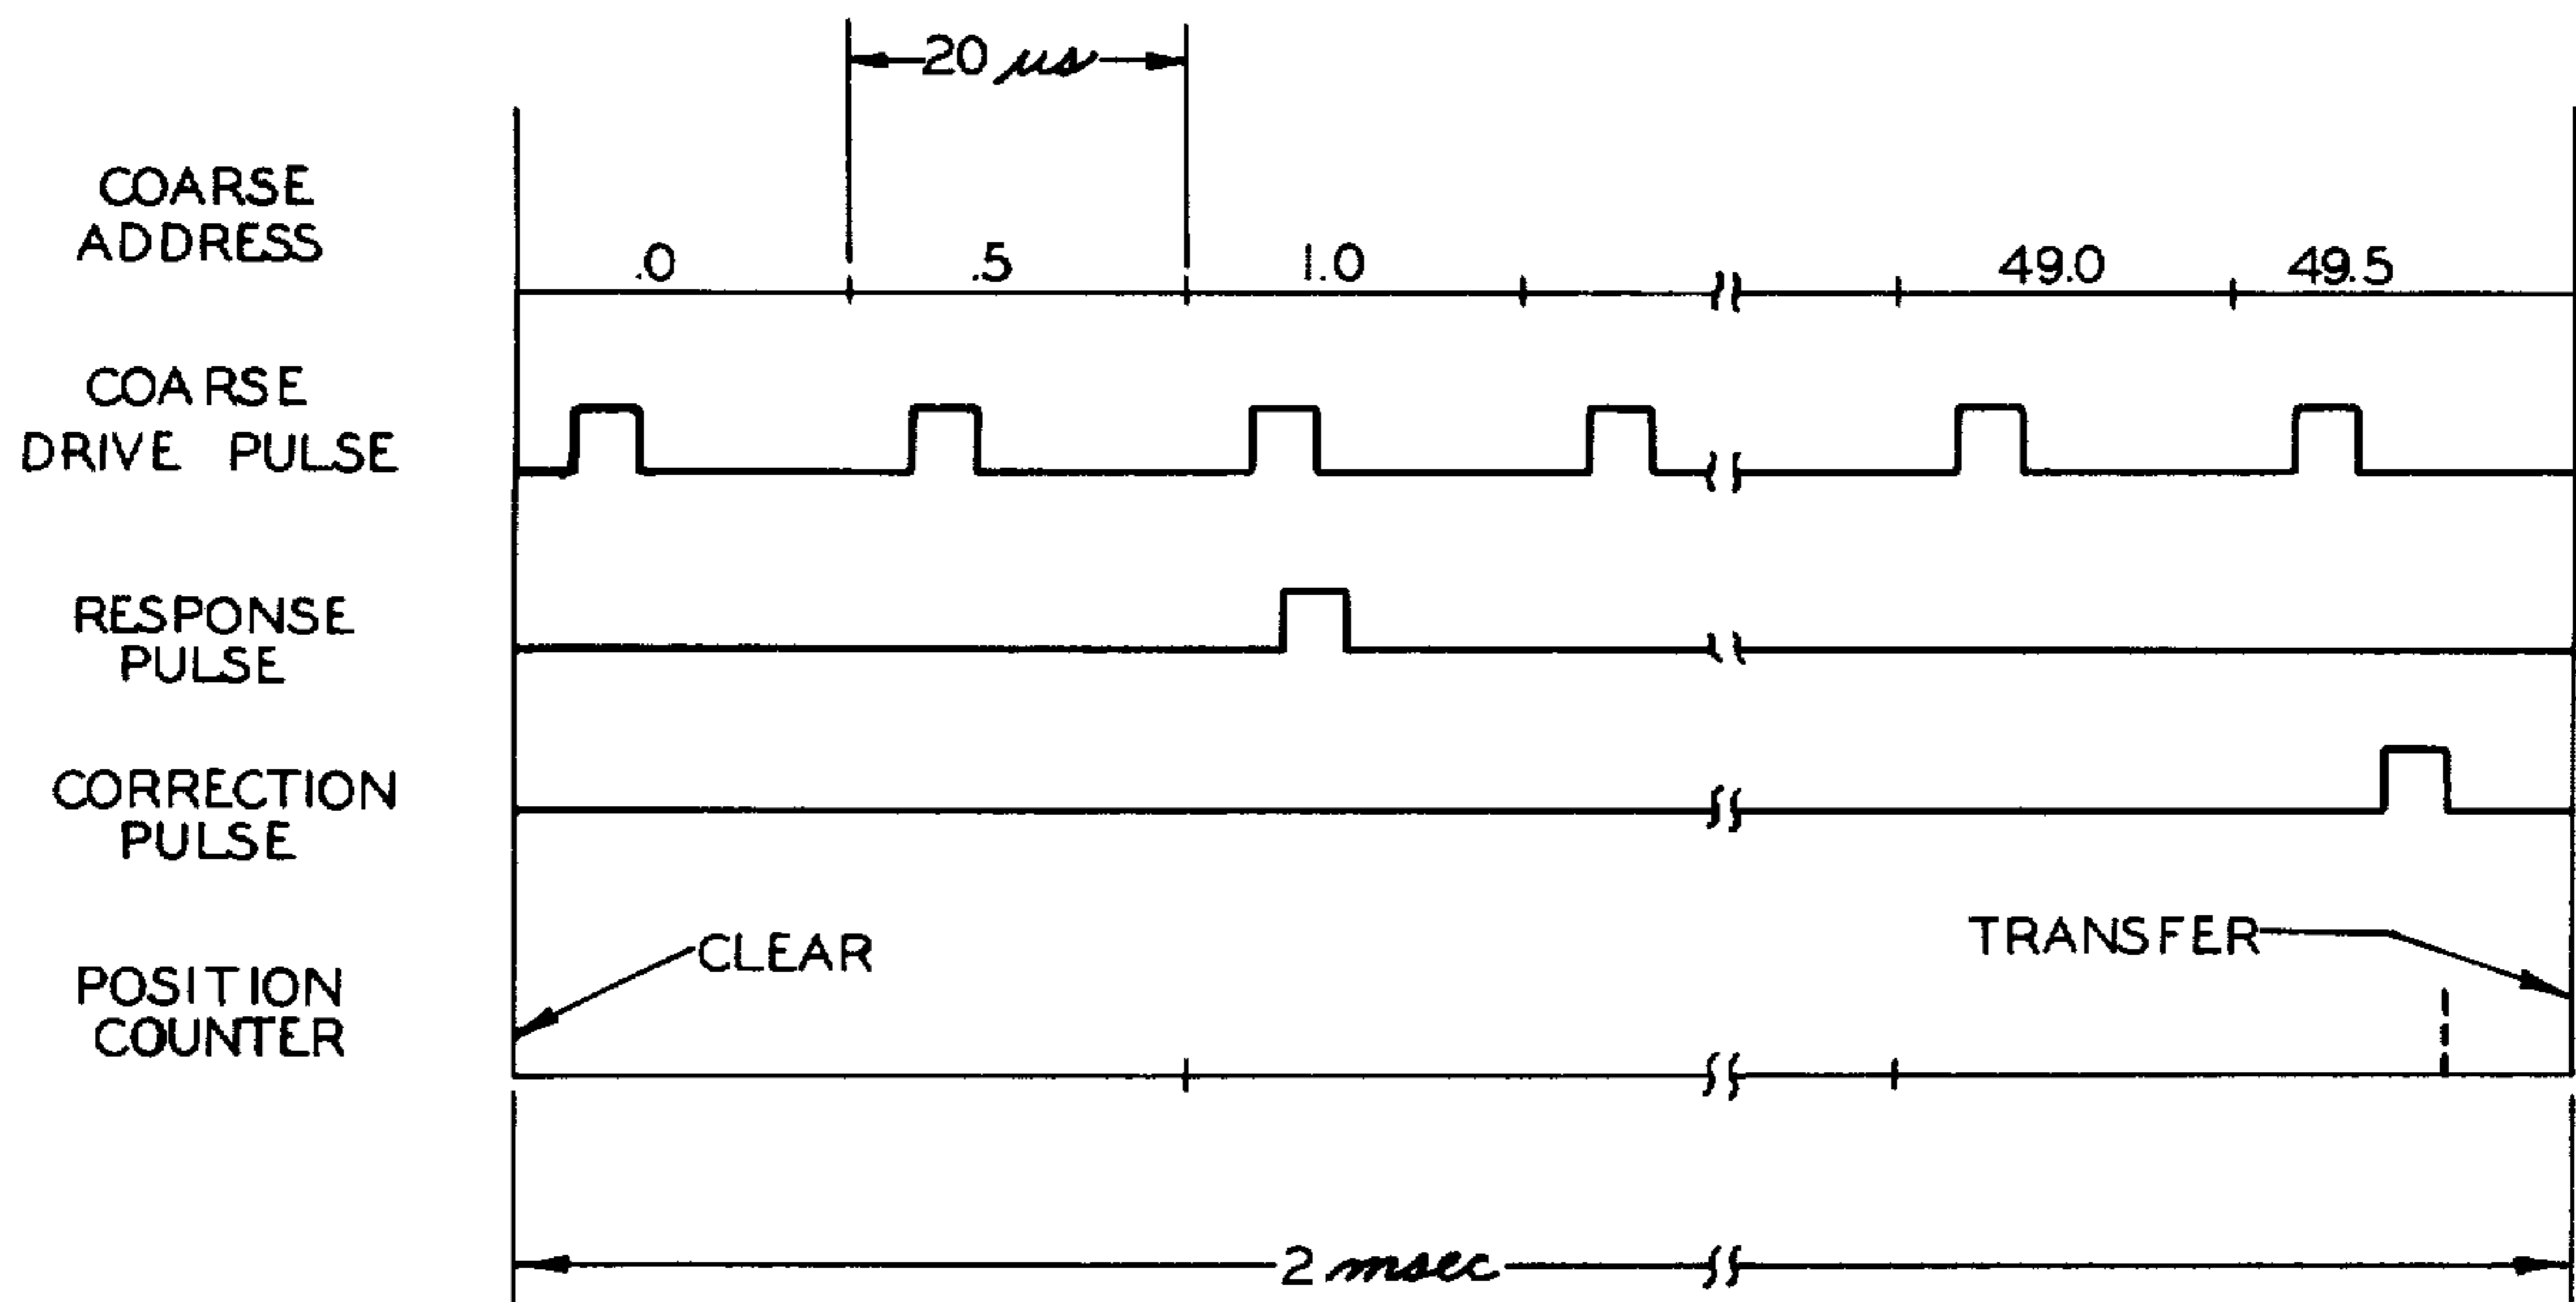 20 µs
COARSE
ADDRESS
.0
.5
1.0
49.0
49.5
COARSE
DRIVE PULSE
RESPONSE
PULSE
CORRECTION
PULSE
POSITION
COUNTER
CLEAR
TRANSFER
2 msec